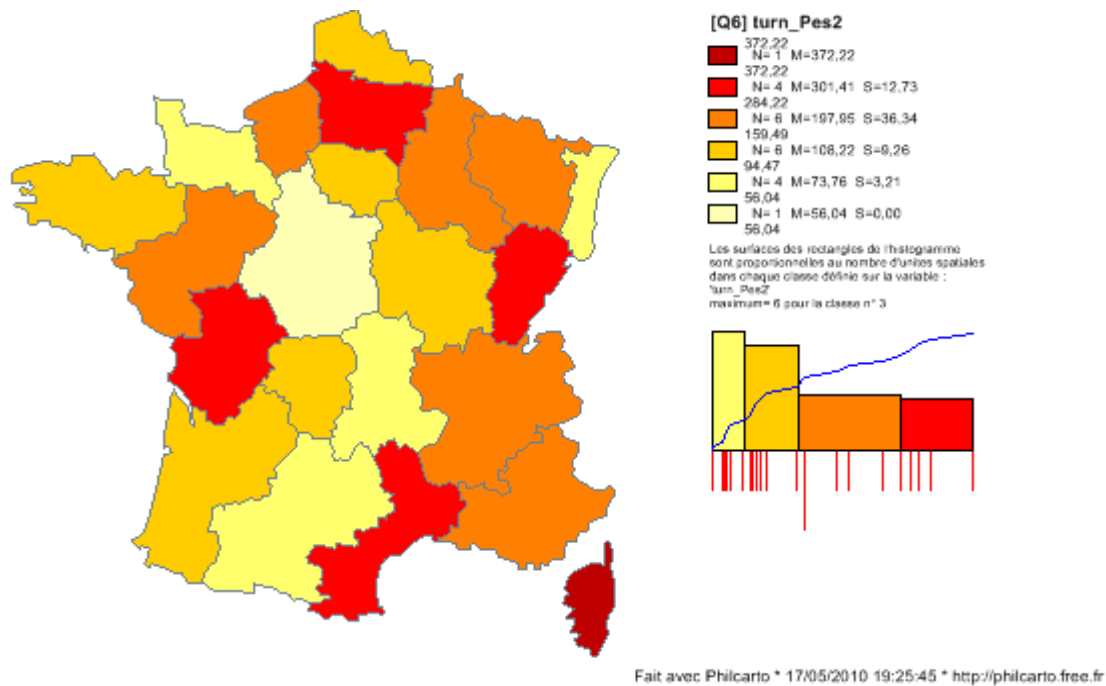 [Q6] turn_Pes2
372,22
N= 1 M=372,22
372,22
N= 4 M=301,41 S=12,73
284,22
N= 6 M=197,95 S=36,34
159,49
N= 6 M=108,22 S=9,26
94,47
N= 4 M=73,76 S=3,21
56,04
N= 1 M=56,04 S=0,00
56,04
Les surfaces des rectangles de l'histogramme
sont proportionnelles au nombre d'unites spatiales
dans chaque classe définie sur la variable :
'turn_Pes2'
maximum= 6 pour la classe n° 3
Fait avec Philcarto * 17/05/2010 19:25:45 * http://philcarto.free.fr